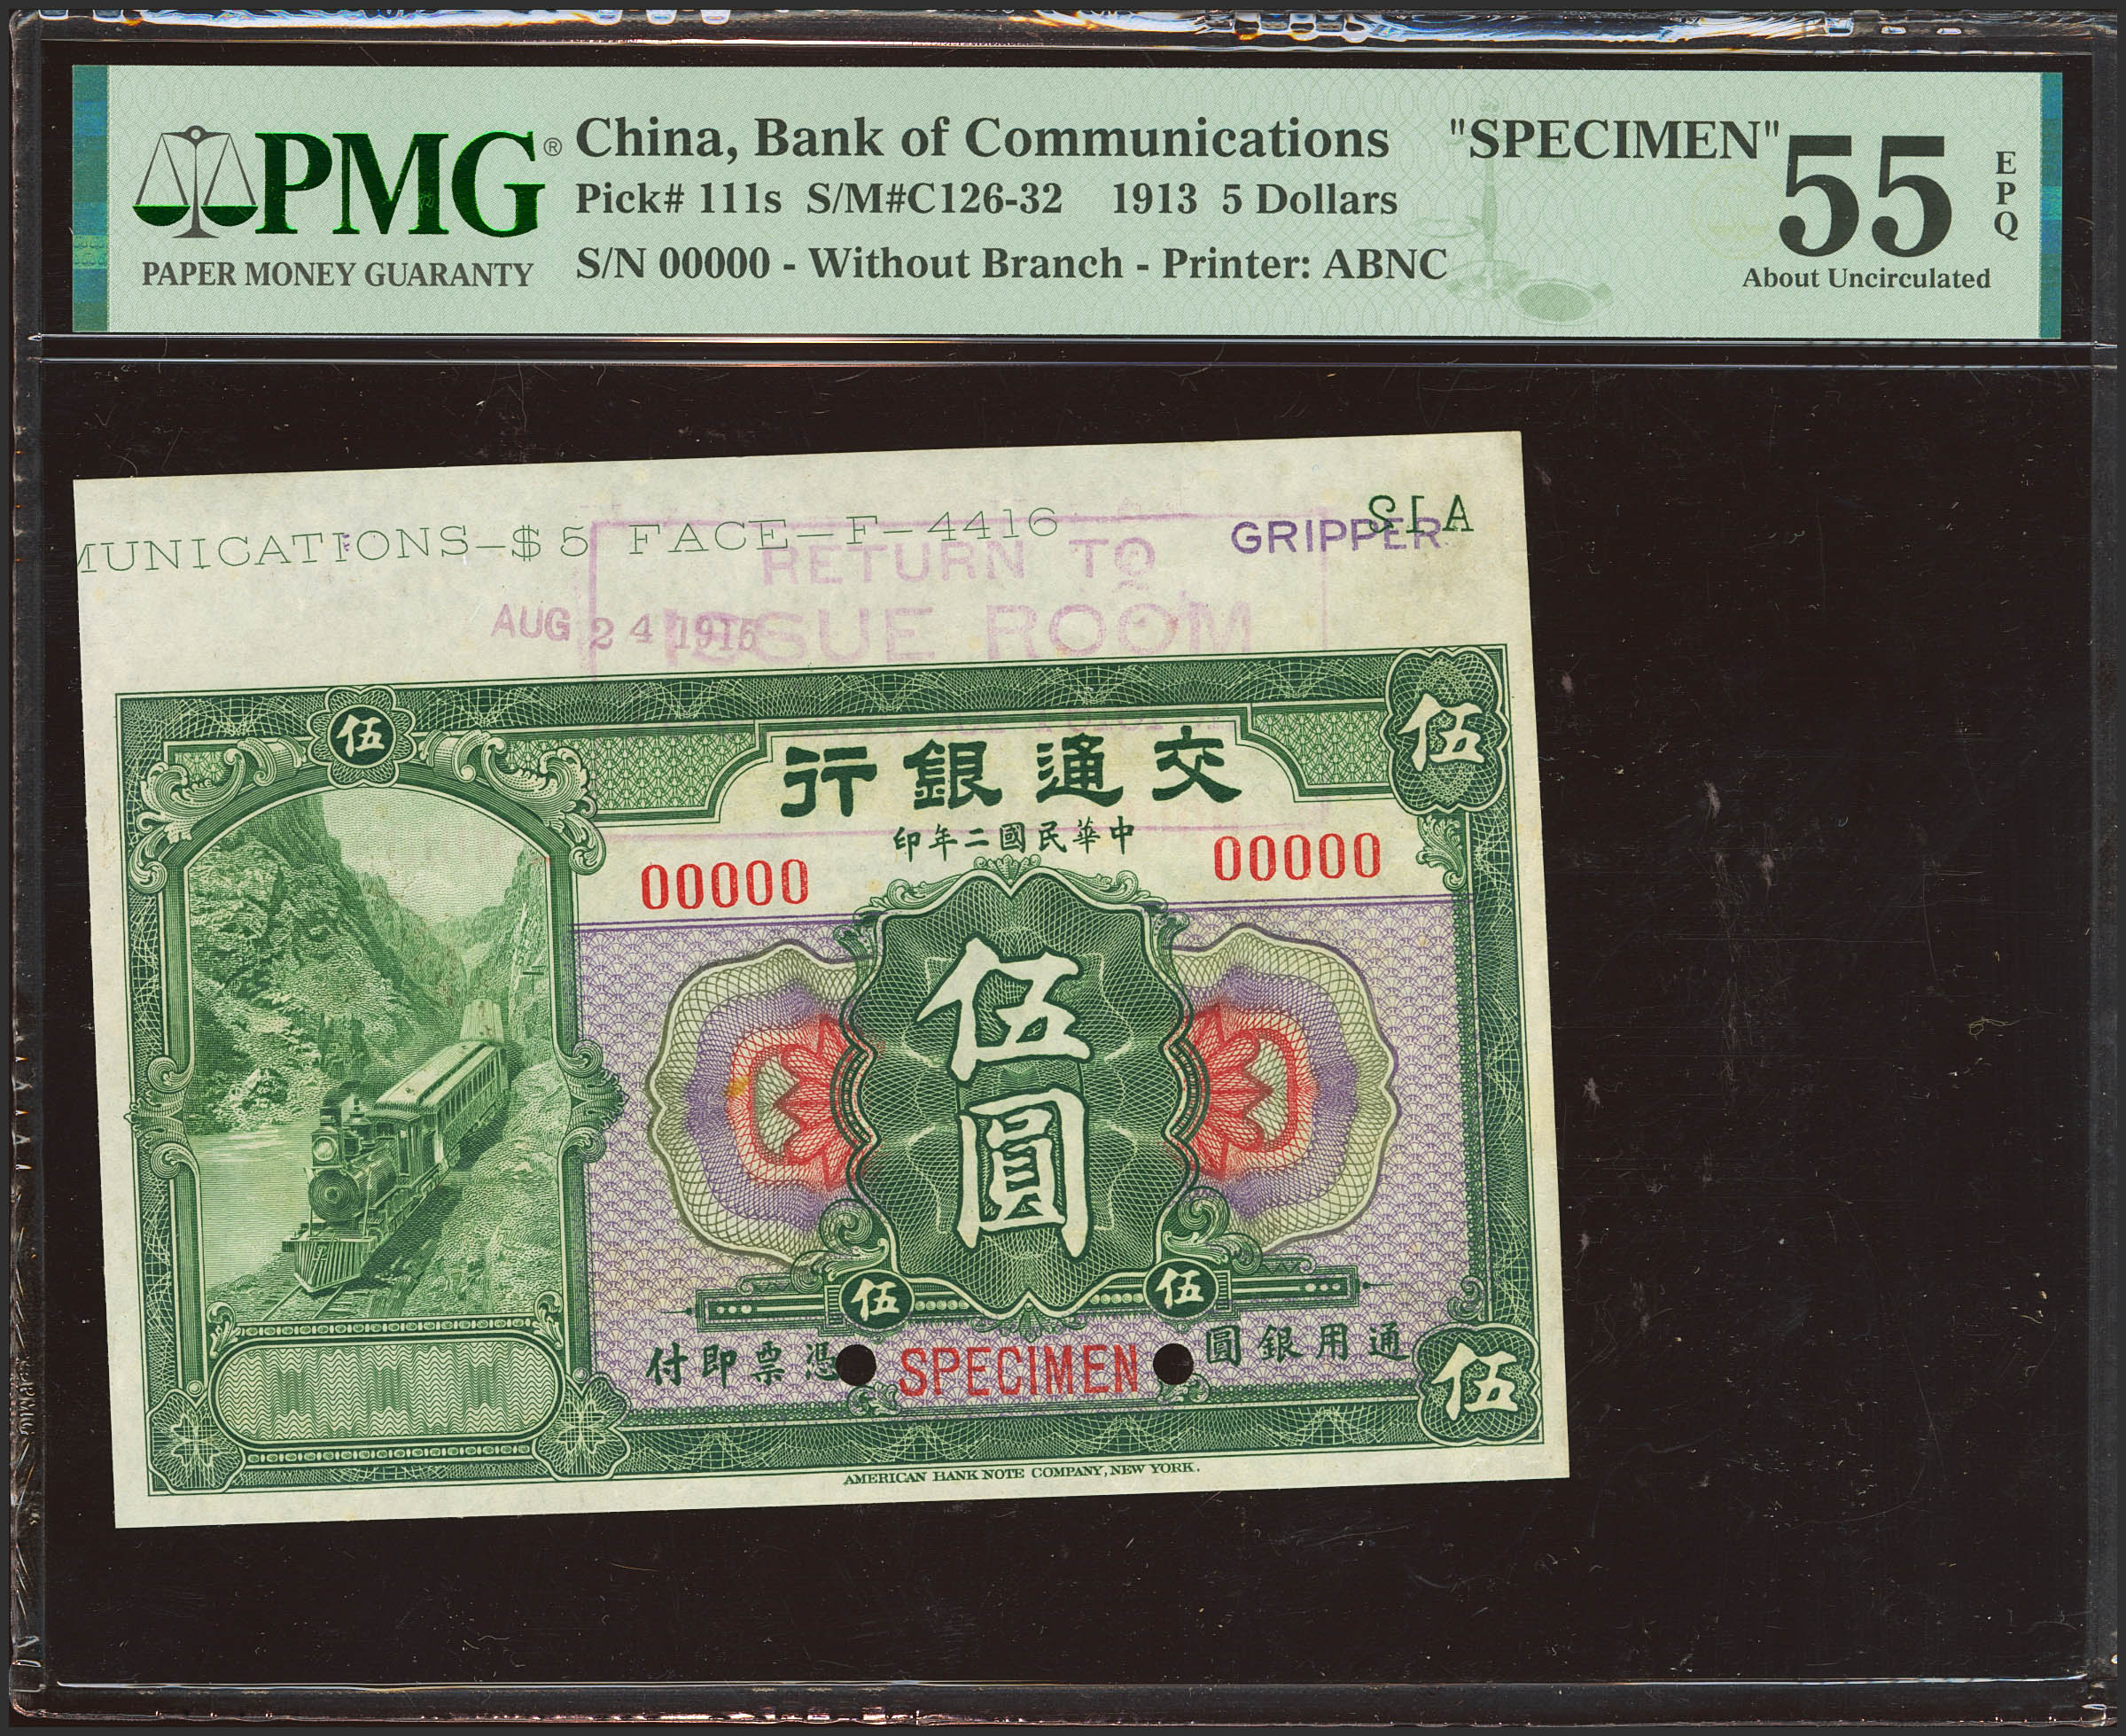 PMG®
PAPER MONEY GUARANTY
China, Bank of Communications "SPECIMEN"
Pick# 111s S/M#C126-32 1913 5 Dollars
S/N 00000 - Without Branch - Printer: ABNC
55
EPQ
About Uncirculated
MUNICATIONS–$5 FACE–F–4416
GRIPPER
RETURN TO
ISSUE ROOM
AUG 24 1915
伍
伍
行銀通交
印年二國民華中
00000
00000
伍
圓
伍
伍
付即票憑
SPECIMEN
圓銀用通
伍
AMERICAN BANK NOTE COMPANY, NEW YORK.